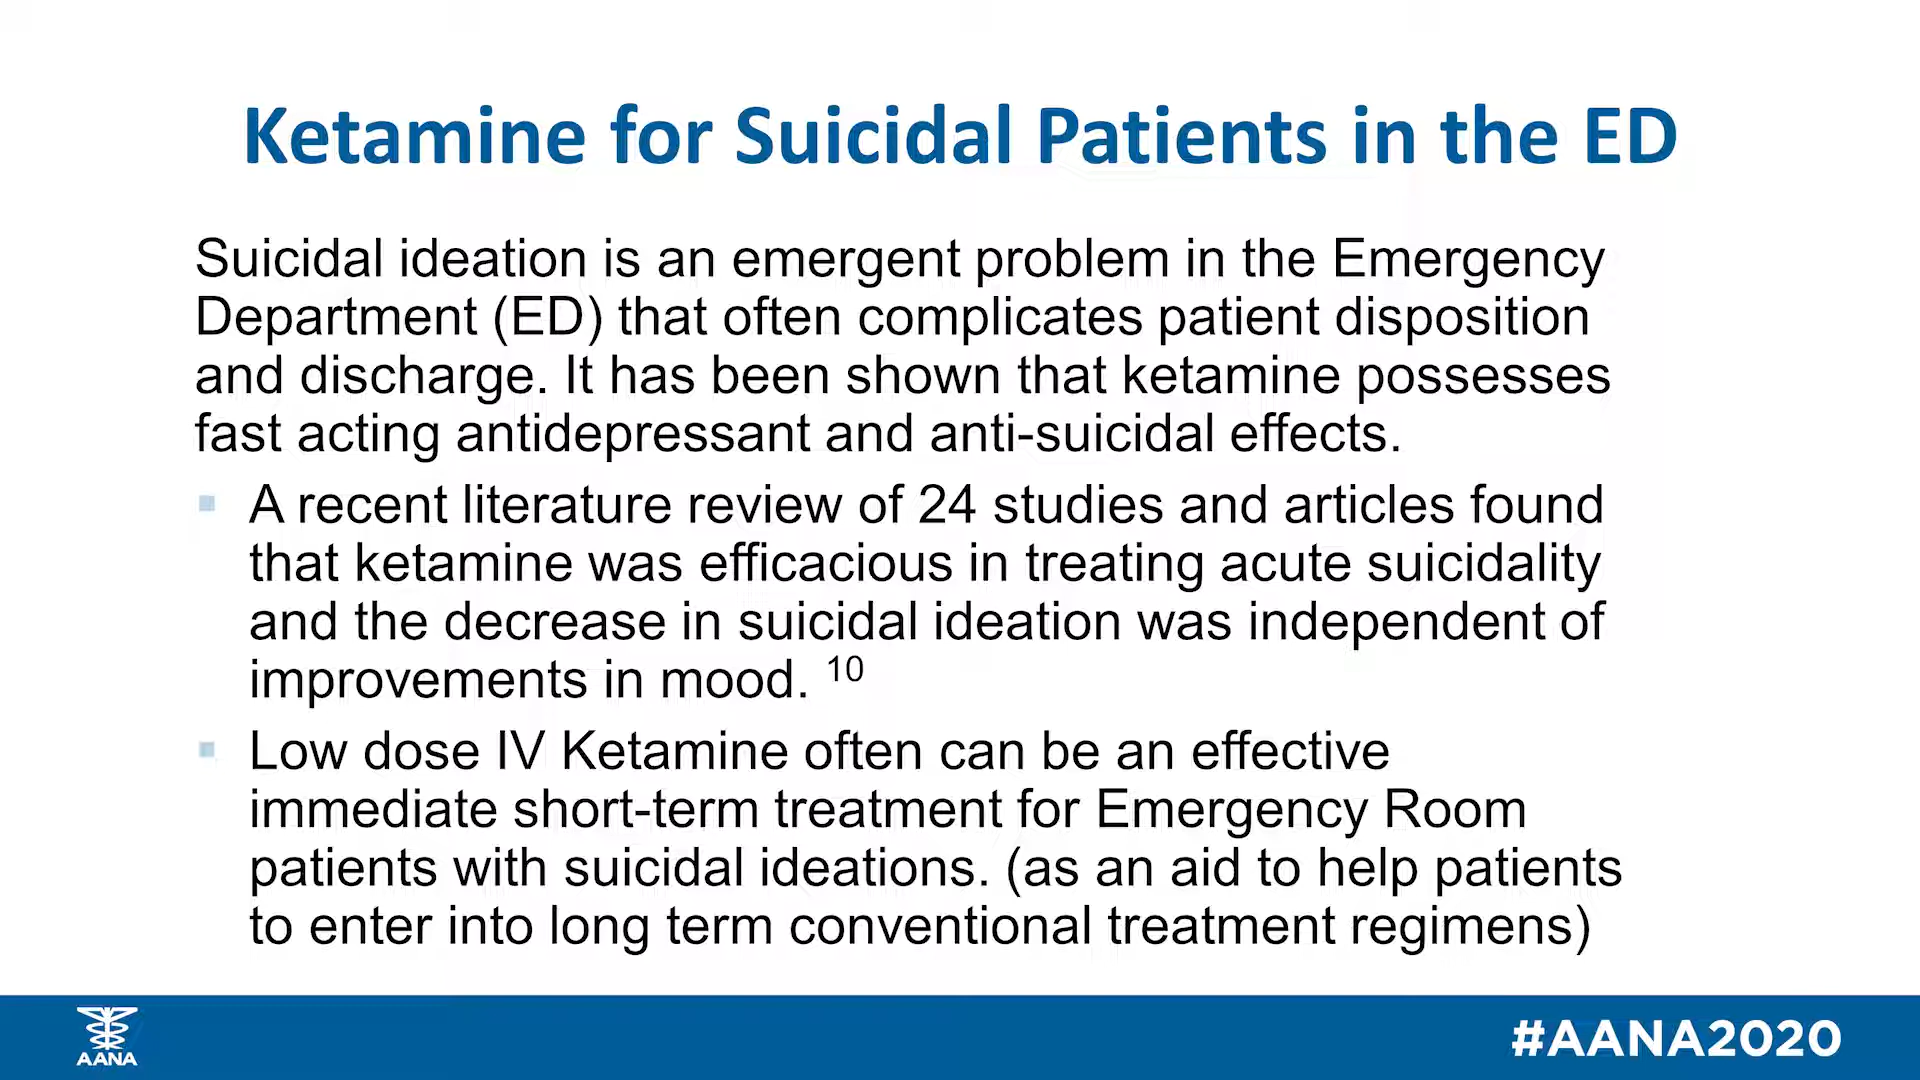 Ketamine for Suicidal Patients in the ED
Suicidal ideation is an emergent problem in the Emergency
Department (ED) that often complicates patient disposition
and discharge. It has been shown that ketamine possesses
fast acting antidepressant and anti-suicidal effects.
A recent literature review of 24 studies and articles found
that ketamine was efficacious in treating acute suicidality
and the decrease in suicidal ideation was independent of
improvements in mood. 10
Low dose IV Ketamine often can be an effective
immediate short-term treatment for Emergency Room
patients with suicidal ideations. (as an aid to help patients
to enter into long term conventional treatment regimens)
AANA
#AANA2020